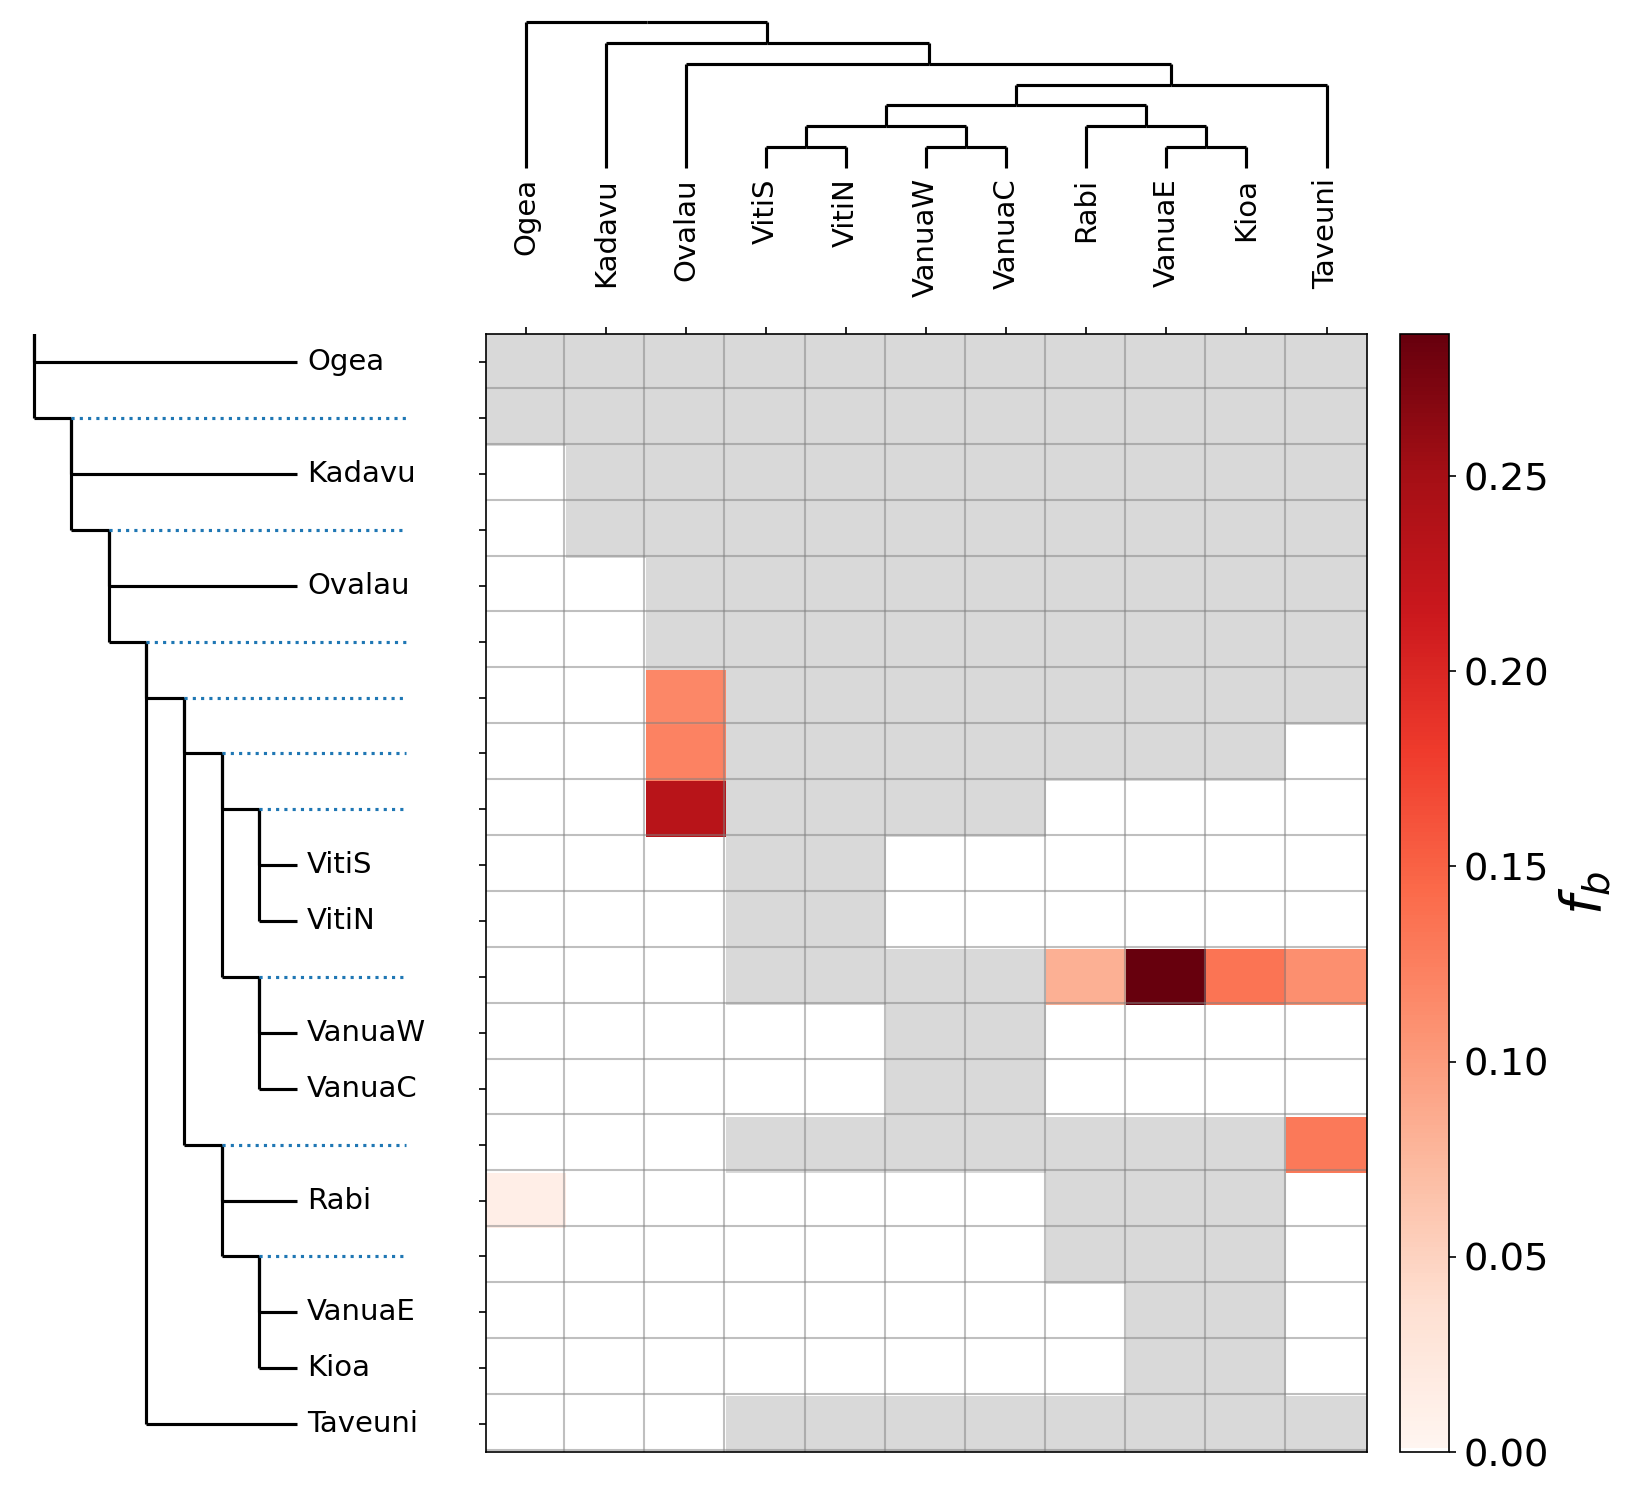 Ogea
Kadavu
Ovalau
VitiS
VitiN
VanuaW
VanuaC
Rabi
VanuaE
Kioa
Taveuni
Ogea
Kadavu
Ovalau
VitiS
VitiN
VanuaW
VanuaC
Rabi
VanuaE
Kioa
Taveuni
0.25
0.20
0.15
0.10
0.05
0.00
f_b